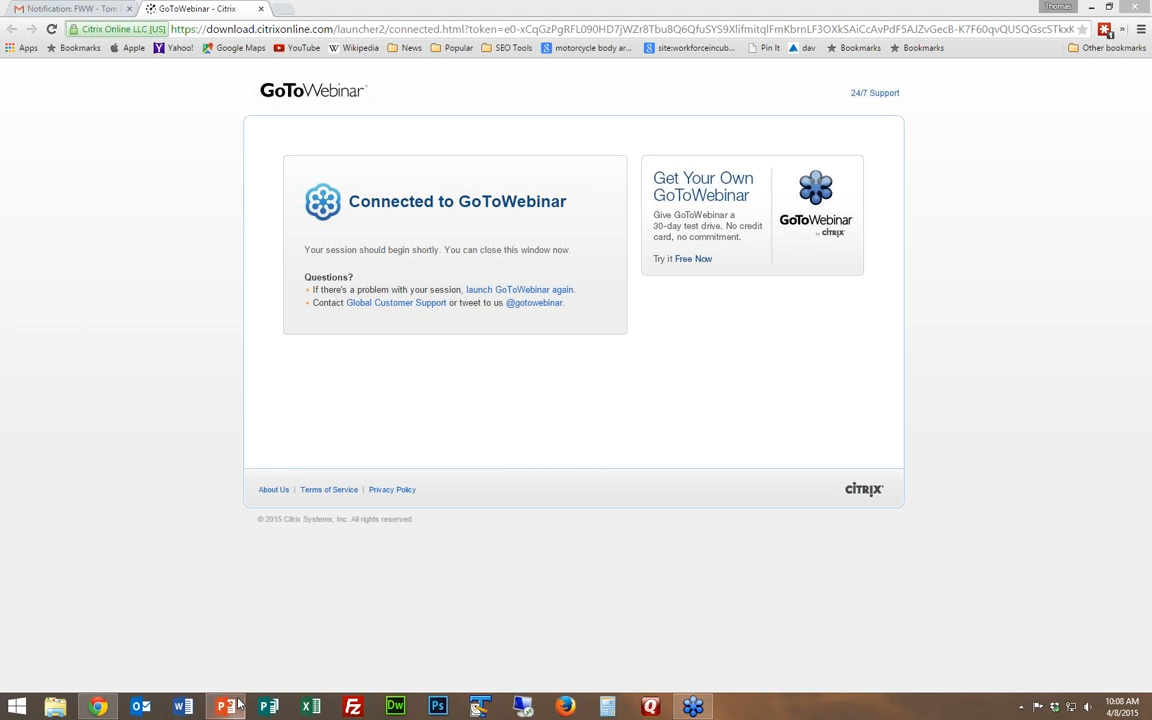 Notification: FWW - Tom
GoToWebinar - Citrix
Thomas
Citrix Online LLC [US]
https://download.citrixonline.com/launcher2/connected.html?token=
Apps
Bookmarks
Apple
Yahoo!
Google Maps
YouTube
Wikipedia
News
Popular
SEO Tools
motorcycle body ar...
site:workforceincub...
Pin It
dav
Bookmarks
Bookmarks
Other bookmarks
GoToWebinar
24/7 Support
Connected to GoToWebinar
Your session should begin shortly. You can close this window now.
Questions?
If there's a problem with your session, launch GoToWebinar again.
Contact Global Customer Support or tweet to us @gotowebinar.
Get Your Own
GoToWebinar
Give GoToWebinar a
30-day test drive. No credit
card, no commitment.
Try it Free Now
GoToWebinar
by CITRIX
About Us | Terms of Service | Privacy Policy
CITRIX
© 2015 Citrix Systems, Inc. All rights reserved.
10:08 AM
4/8/2015